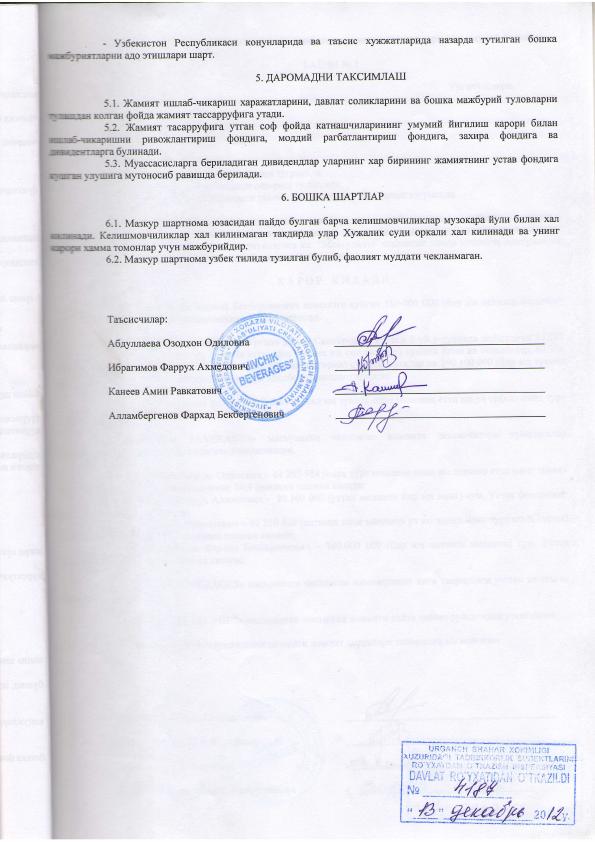 - Узбекистон Республикаси конунларида ва таъсис хужжатларида назарда тутилган бошка
мажбуриятларни адо этишлари шарт.
5. ДАРОМАДНИ ТАКСИМЛАШ
5.1. Жамият ишлаб-чикариш харажатларини, давлат соликларини ва бошка мажбурий туловларни
тулашдан колган фойда жамият тассарруфига утади.
5.2. Жамият тасарруфига утган соф фойда катнашчиларининг умумий йигилиш карори билан
ишлаб-чикаришни ривожлантириш фондига, моддий рагбатлантириш фондига, захира фондига ва
дивидентларга булинади.
5.3. Муассисларга бериладиган дивидендлар уларнинг хар бирининг жамиятнинг устав фондига
кушган улушига мутоносиб равишда берилади.
6. БОШКА ШАРТЛАР
6.1. Мазкур шартнома юзасидан пайдо булган барча келишмовчиликлар музокара йули билан хал
килинади. Келишмовчиликлар хал килинмаган такдирда улар Хужалик суди оркали хал килинади ва унинг
карори хамма томонлар учун мажбурийдир.
6.2. Мазкур шартнома узбек тилида тузилган булиб, фаолият муддати чекланмаган.
Таъсисчилар:
Абдуллаева Озодхон Одиловна
Ибрагимов Фаррух Ахмедович
Канеев Амин Равкатович
Алламбергенов Фархад Бекбергенович
"JIVCHIK
BEVERAGES"
URGANCH SHAHAR XOKIMLIGI
XUZURIDAGI TADBIRKORLIK SUBEKTLARINI
RO'YXATDAN O'TKAZISH INSPEKSIYASI
DAVLAT RO'YXATIDAN O'TKAZILDI
№ 4187
"13" декабрь 2012y.